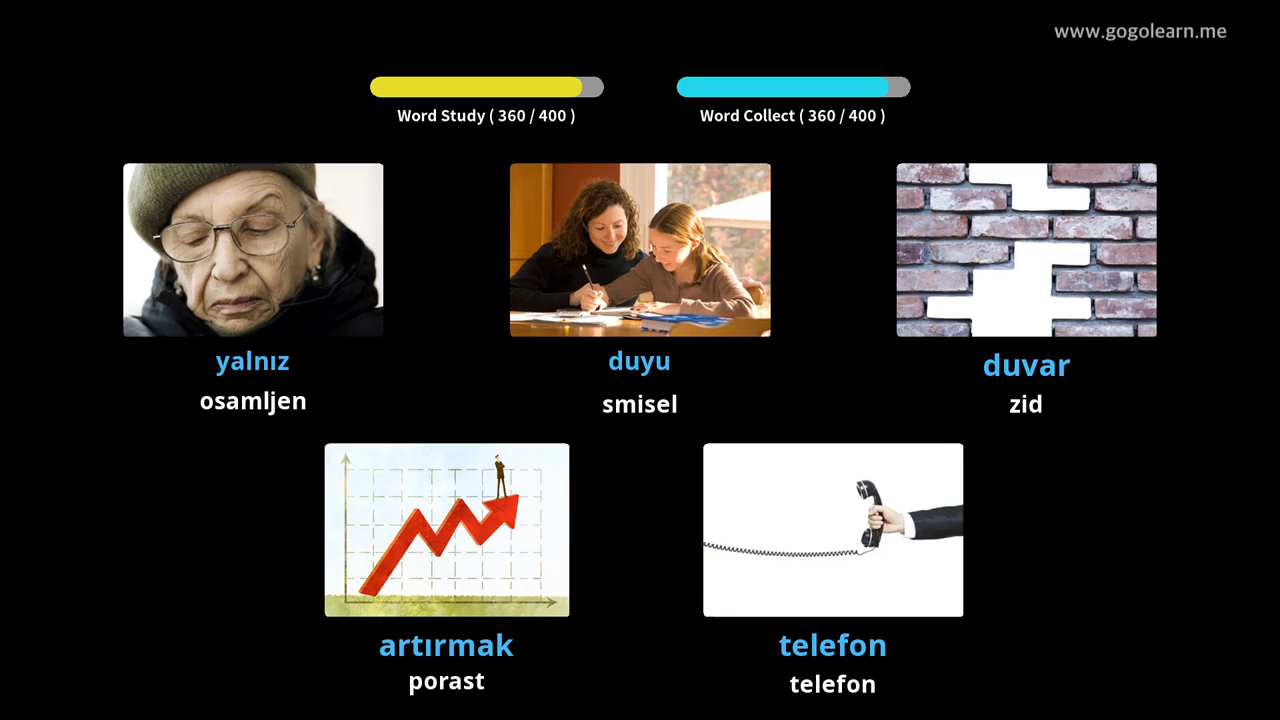 www.gogolearn.me
Word Study ( 360 / 400 )
Word Collect ( 360 / 400 )
yalnız
osamljen
duyu
smisel
duvar
zid
artırmak
porast
telefon
telefon